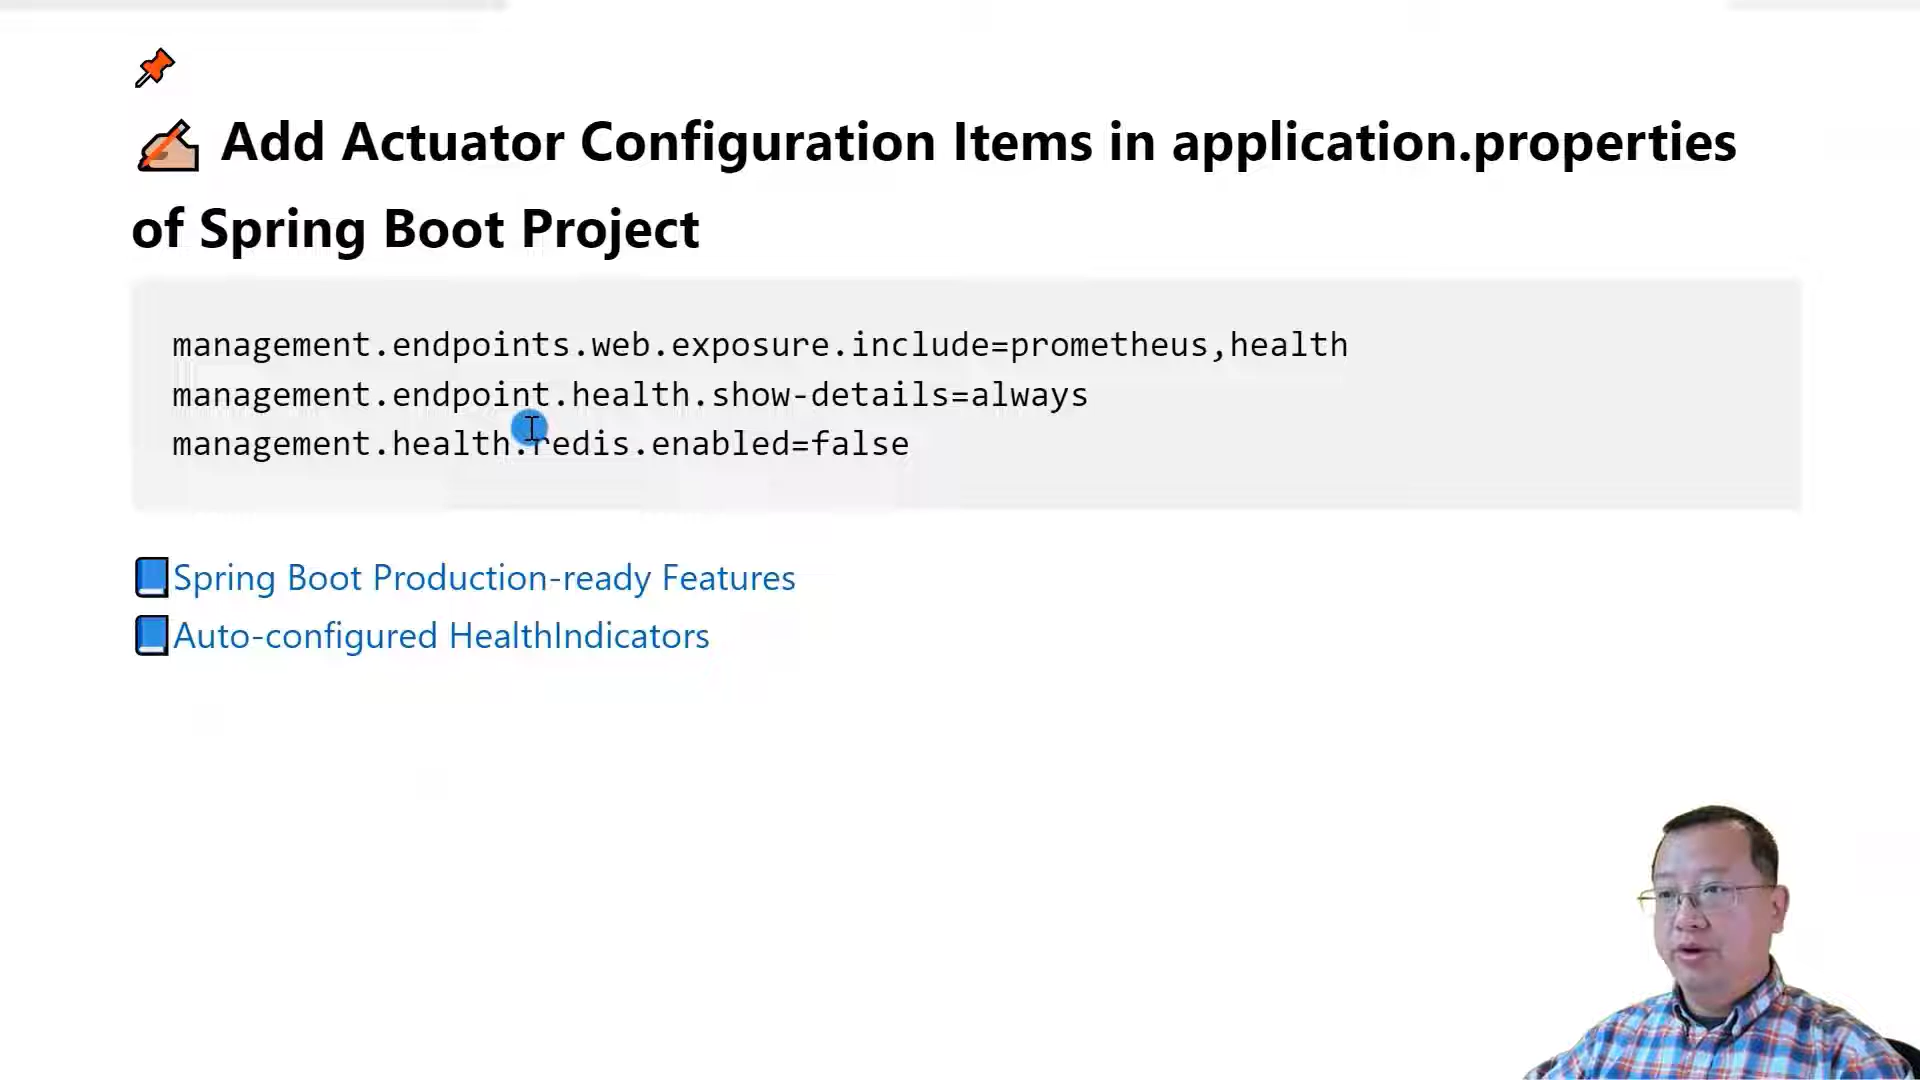 Add Actuator Configuration Items in application.properties
of Spring Boot Project
management.endpoints.web.exposure.include=prometheus,health
management.endpoint.health.show-details=always
management.health.redis.enabled=false
Spring Boot Production-ready Features
Auto-configured HealthIndicators